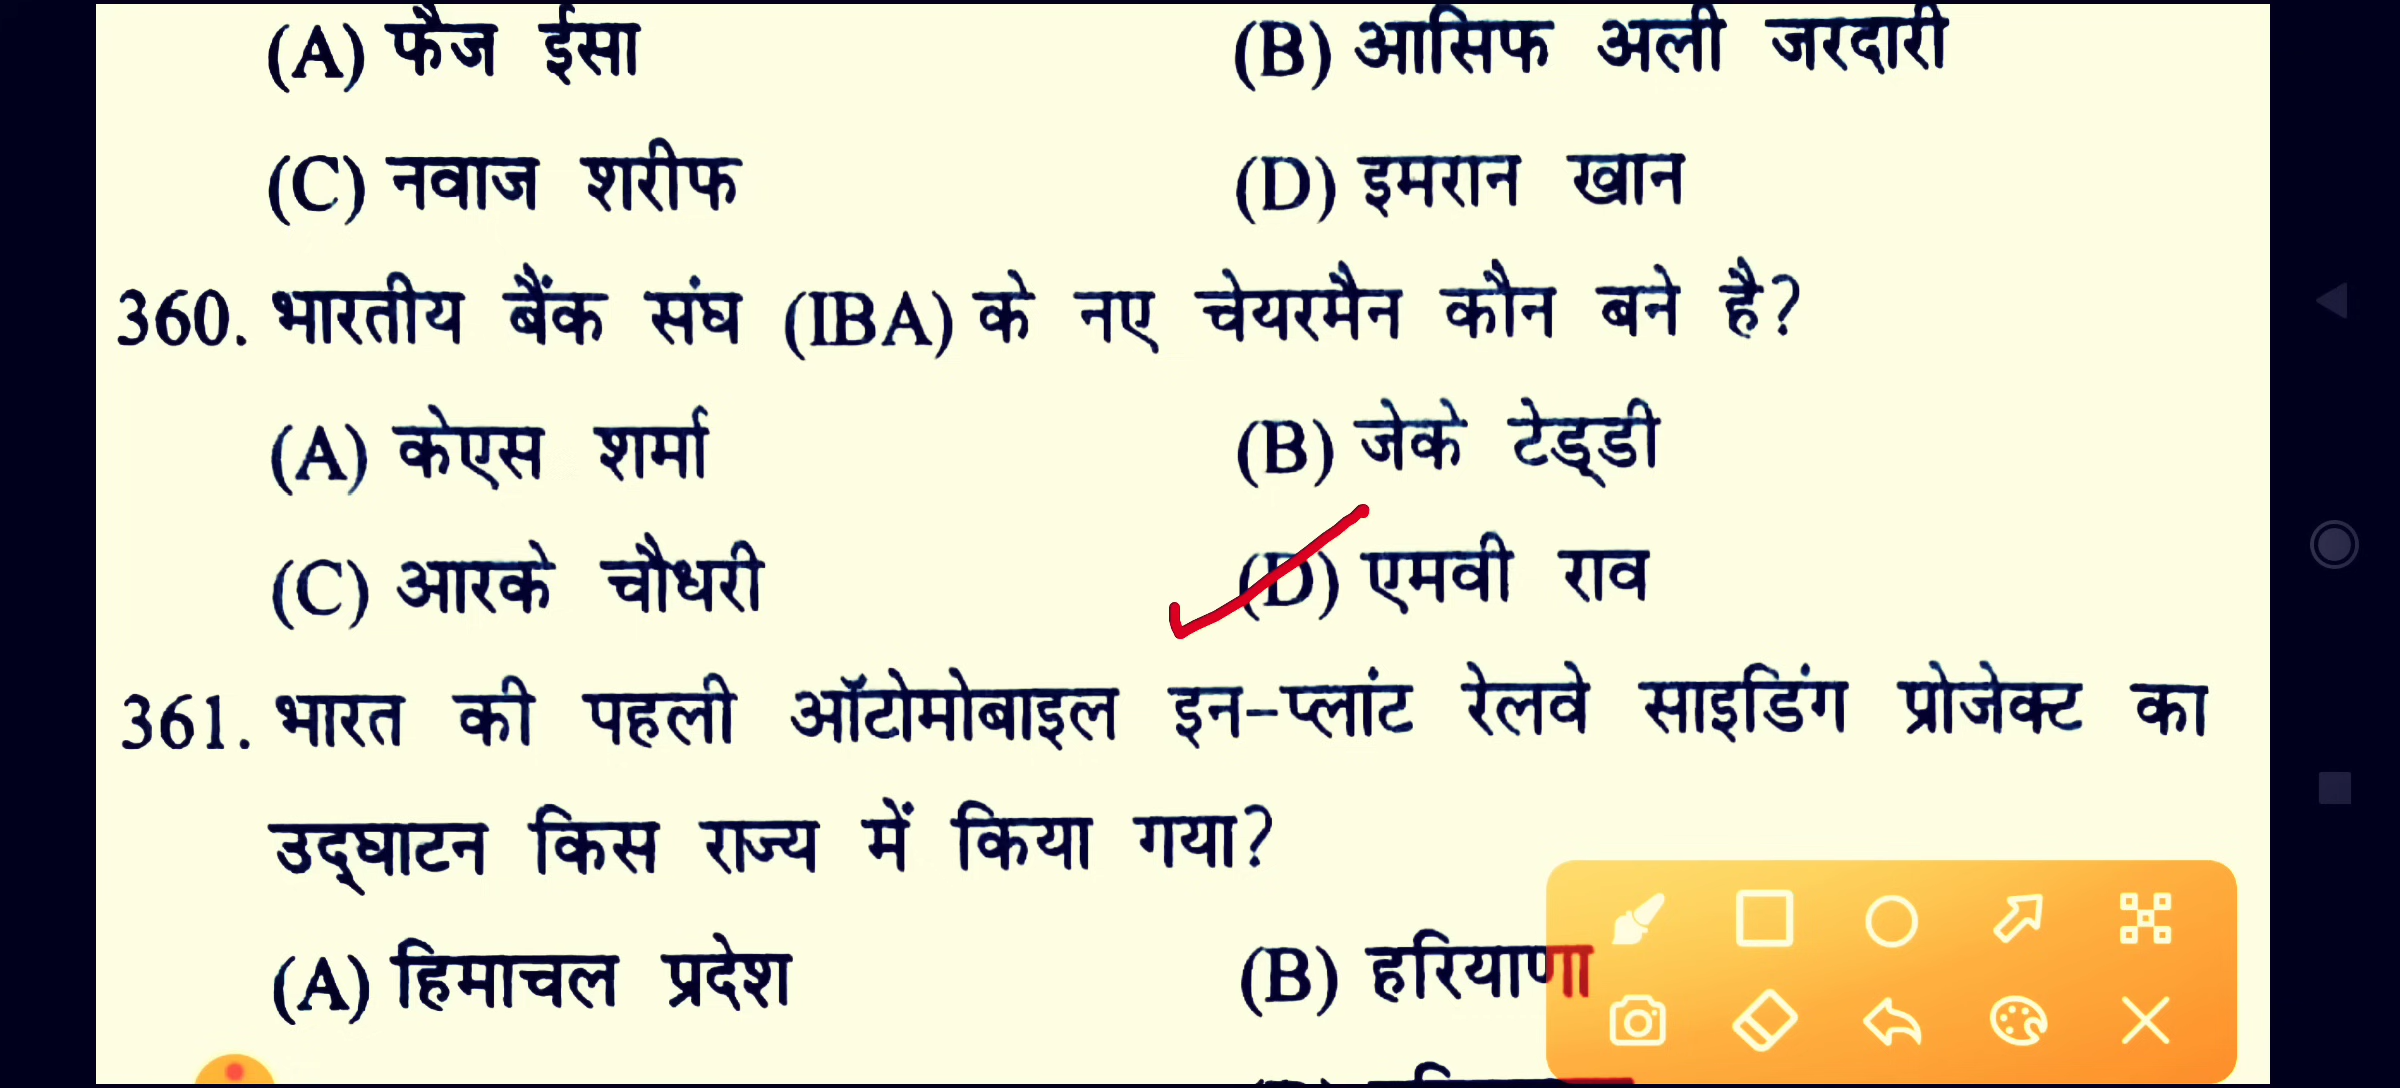 (A) फैज ईसा (B) आसिफ अली जरदारी
(C) नवाज शरीफ (D) इमरान खान
360. भारतीय बैंक संघ (IBA) के नए चेयरमैन कौन बने है?
(A) केएस शर्मा (B) जेके टेड्डी
(C) आरके चौधरी (D) एमवी राव
361. भारत की पहली ऑटोमोबाइल इन-प्लांट रेलवे साइडिंग प्रोजेक्ट का
उद्घाटन किस राज्य में किया गया?
(A) हिमाचल प्रदेश (B) हरियाणा